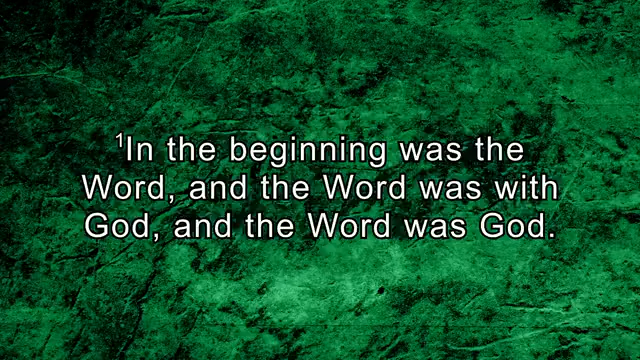 ¹In the beginning was the
Word, and the Word was with
God, and the Word was God.